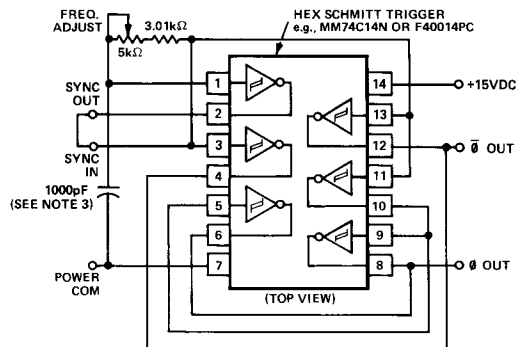 FREQ.
ADJUST
3.01kΩ
5kΩ
HEX SCHMITT TRIGGER
e.g., MM74C14N OR F40014PC
SYNC
OUT
SYNC
IN
1000pF
(SEE NOTE 3)
POWER
COM
1
2
3
4
5
6
7
14
13
12
11
10
9
8
+15VDC
Ø̅ OUT
Ø OUT
(TOP VIEW)